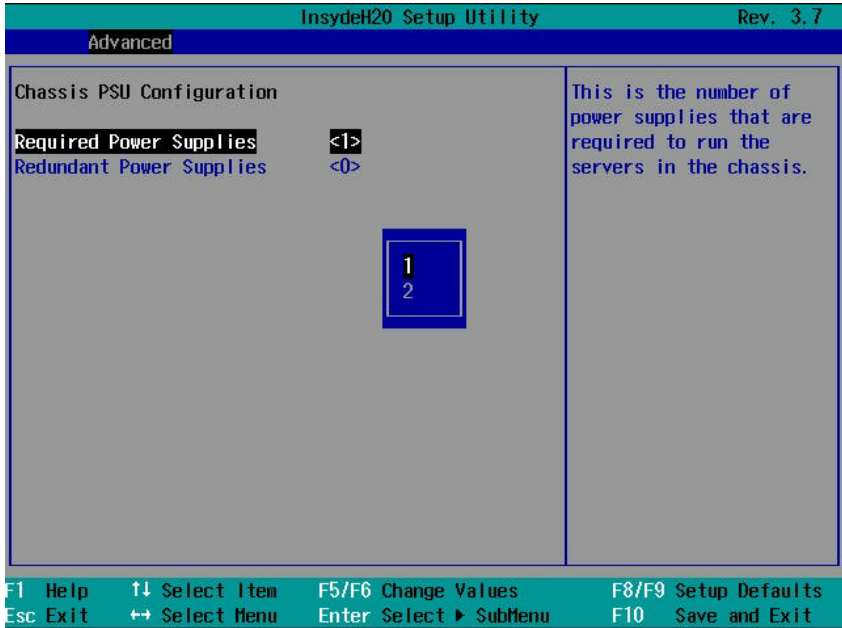 InsydeH20 Setup Utility Rev. 3.7
Advanced
Chassis PSU Configuration
Required Power Supplies <1>
Redundant Power Supplies <0>
1
2
This is the number of
power supplies that are
required to run the
servers in the chassis.
F1 Help ↑↓ Select Item F5/F6 Change Values F8/F9 Setup Defaults
Esc Exit ↔ Select Menu Enter Select ▶ SubMenu F10 Save and Exit